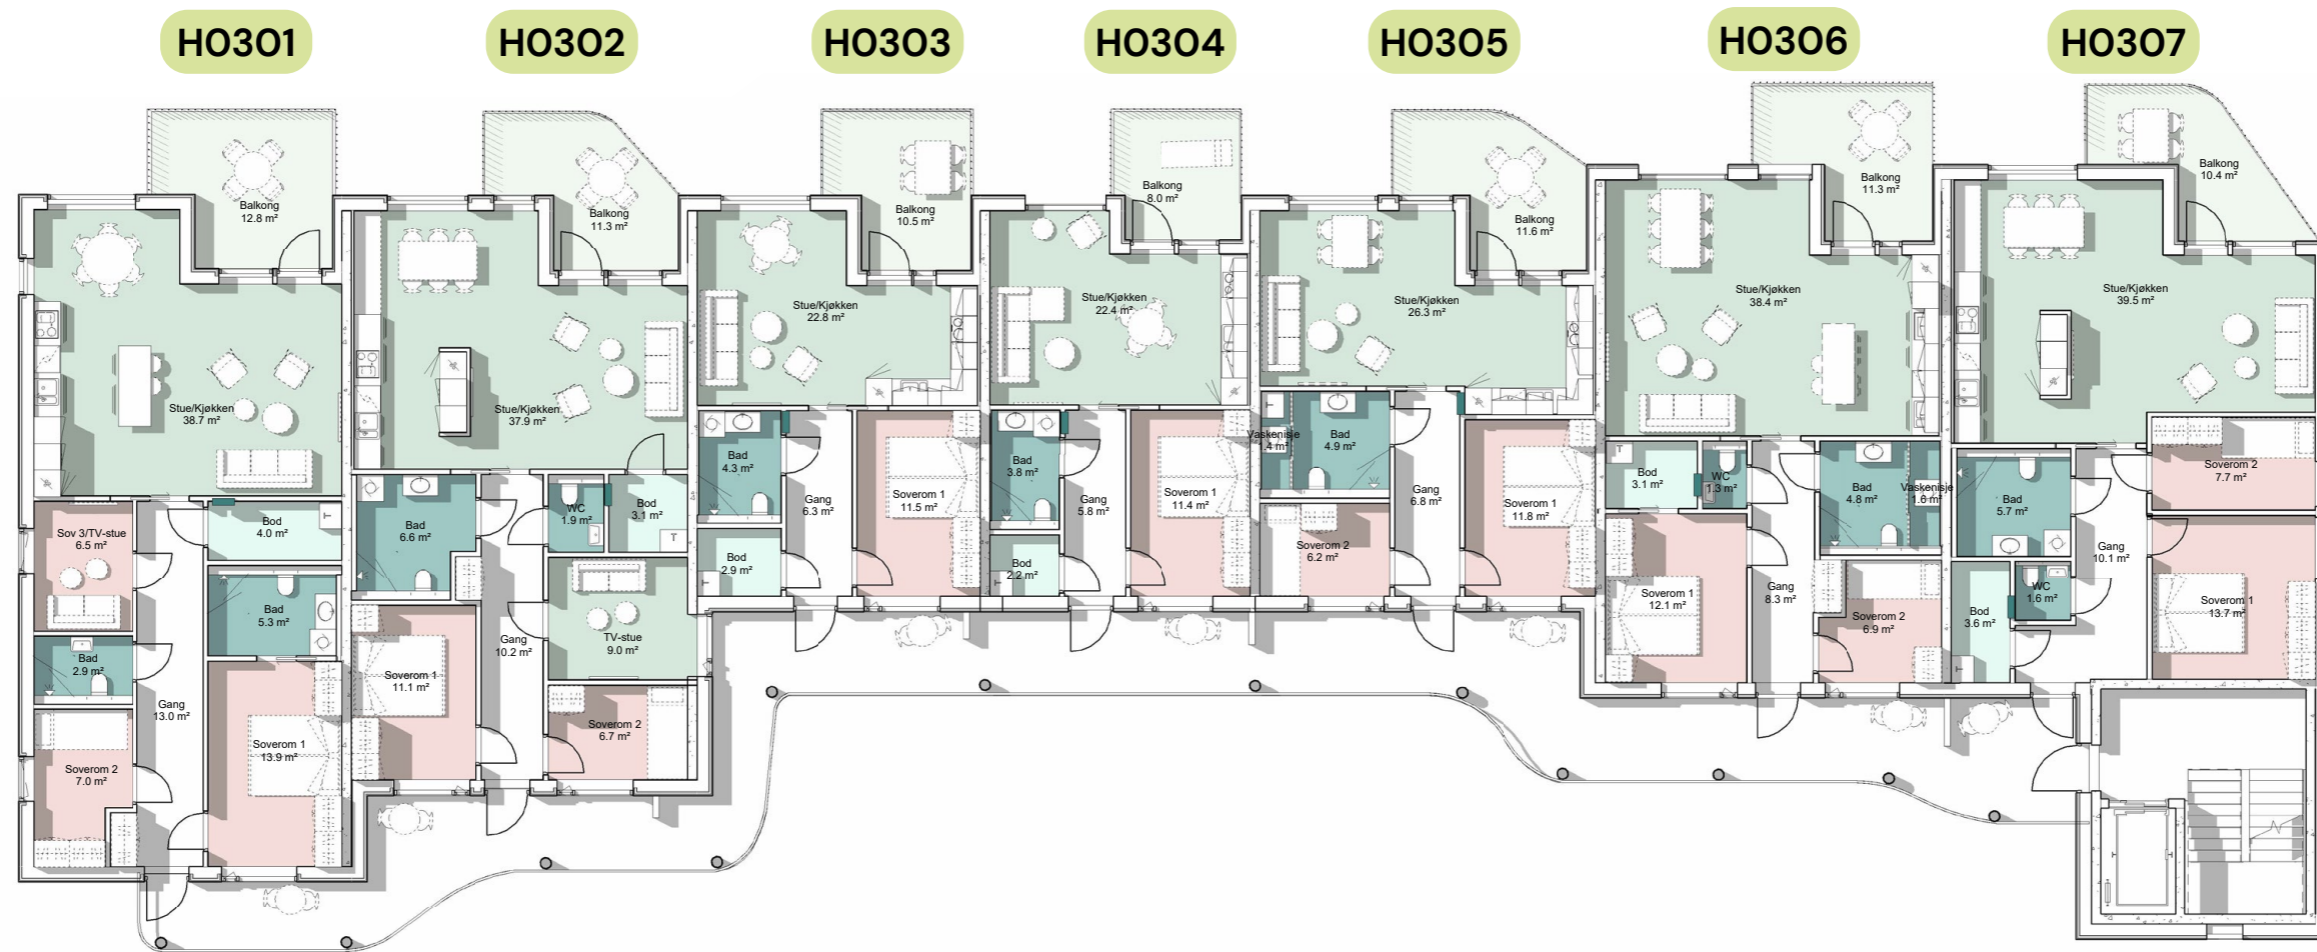 H0301
H0302
H0303
H0304
H0305
H0306
H0307
Balkong
12.8 m²
Stue/Kjøkken
38.7 m²
Sov 3/TV-stue
6.5 m²
Bod
4.0 m²
Bad
5.3 m²
Bad
2.9 m²
Gang
13.0 m²
Soverom 1
13.9 m²
Soverom 2
7.0 m²
Balkong
11.3 m²
Stue/Kjøkken
37.9 m²
Bad
6.6 m²
WC
1.9 m²
Bod
3.1 m²
Gang
10.2 m²
TV-stue
9.0 m²
Soverom 1
11.1 m²
Soverom 2
6.7 m²
Balkong
10.5 m²
Stue/Kjøkken
22.8 m²
Bad
4.3 m²
Gang
6.3 m²
Soverom 1
11.5 m²
Bod
2.9 m²
Balkong
8.0 m²
Stue/Kjøkken
22.4 m²
Bad
3.8 m²
Gang
5.8 m²
Soverom 1
11.4 m²
Bod
2.2 m²
Balkong
11.6 m²
Stue/Kjøkken
26.3 m²
Vaskenisje
.4 m²
Bad
4.9 m²
Gang
6.8 m²
Soverom 1
11.8 m²
Soverom 2
6.2 m²
Balkong
11.3 m²
Stue/Kjøkken
38.4 m²
Bod
3.1 m²
WC
1.3 m²
Bad
4.8 m²
Vaskenisje
1.6 m²
Soverom 1
12.1 m²
Gang
8.3 m²
Soverom 2
6.9 m²
Balkong
10.4 m²
Stue/Kjøkken
39.5 m²
Soverom 2
7.7 m²
Bad
5.7 m²
Gang
10.1 m²
WC
1.6 m²
Bod
3.6 m²
Soverom 1
13.7 m²